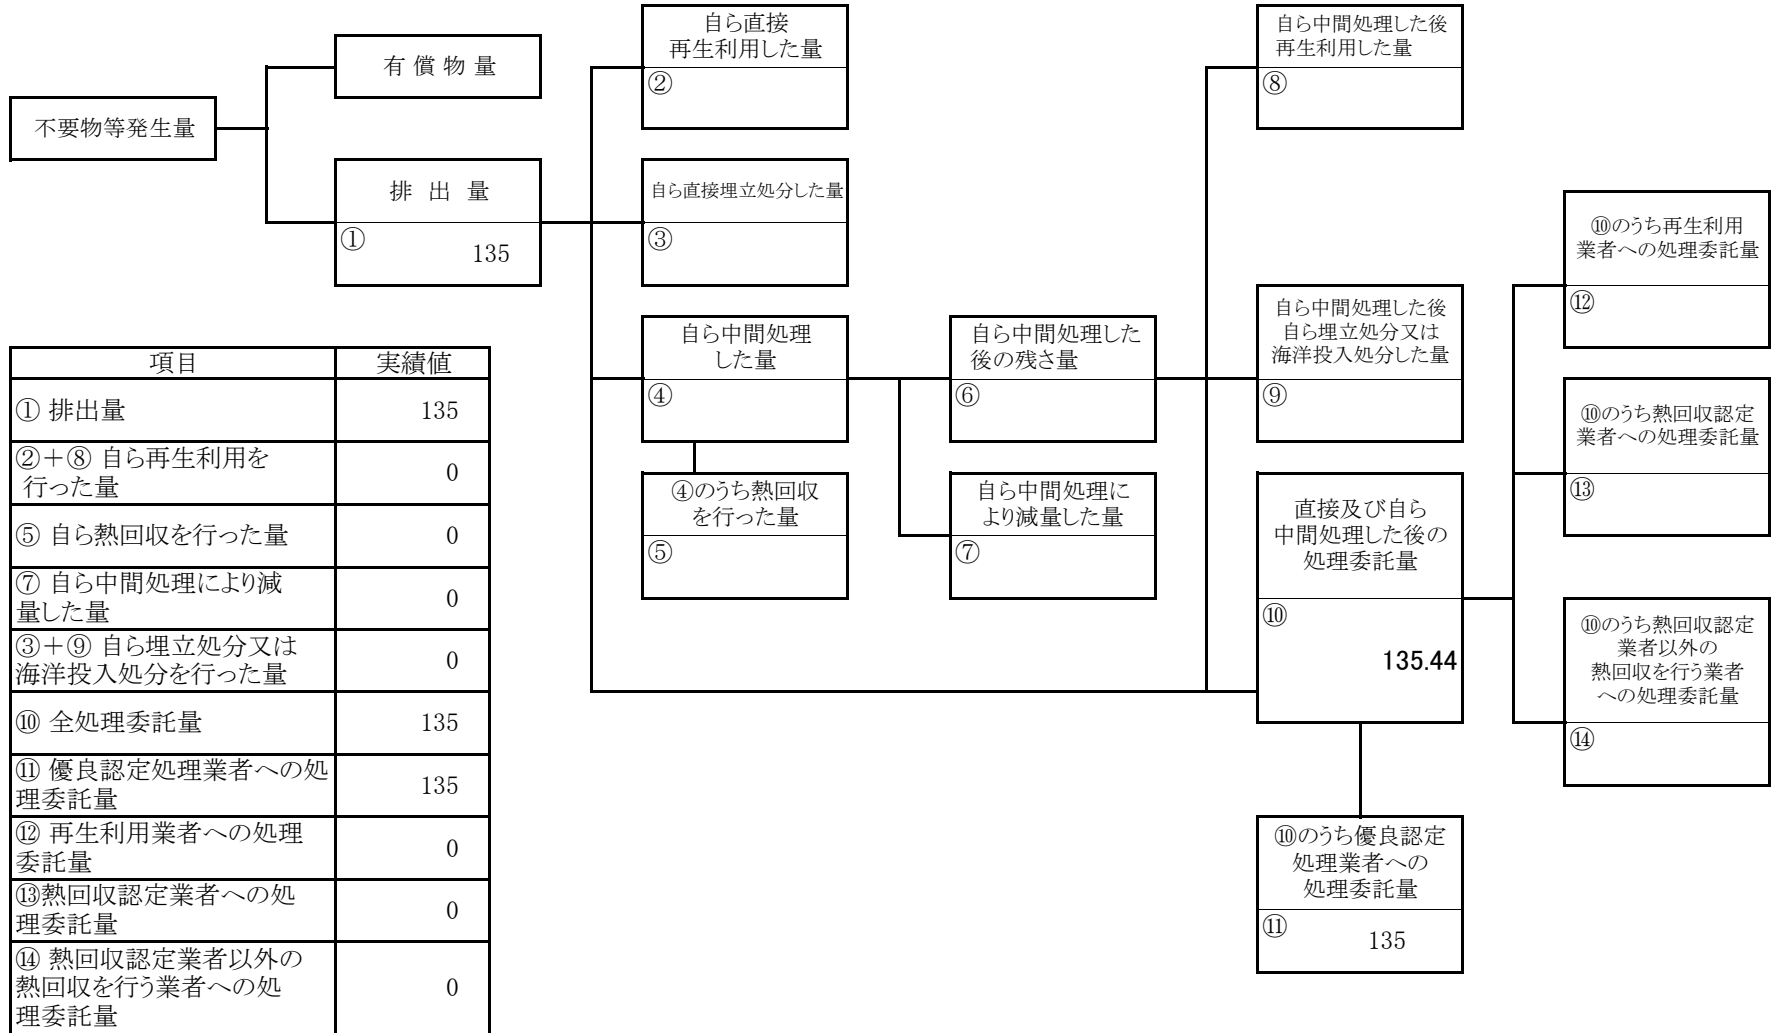 不要物等発生量
有償物量
排出量
①
135
自ら直接
再生利用した量
②
自ら直接埋立処分した量
③
自ら中間処理
した量
④
④のうち熱回収
を行った量
⑤
自ら中間処理した
後の残さ量
⑥
自ら中間処理に
より減量した量
⑦
自ら中間処理した後
再生利用した量
⑧
自ら中間処理した後
自ら埋立処分又は
海洋投入処分した量
⑨
直接及び自ら
中間処理した後の
処理委託量
⑩
135.44
⑩のうち優良認定
処理業者への
処理委託量
⑪
135
⑩のうち再生利用
業者への処理委託量
⑫
⑩のうち熱回収認定
業者への処理委託量
⑬
⑩のうち熱回収認定
業者以外の
熱回収を行う業者
への処理委託量
⑭
項目 実績値
① 排出量 135
②+⑧ 自ら再生利用を
行った量 0
⑤ 自ら熱回収を行った量 0
⑦ 自ら中間処理により減
量した量 0
③+⑨ 自ら埋立処分又は
海洋投入処分を行った量 0
⑩ 全処理委託量 135
⑪ 優良認定処理業者への処
理委託量 135
⑫ 再生利用業者への処理
委託量 0
⑬熱回収認定業者への処
理委託量 0
⑭ 熱回収認定業者以外の
熱回収を行う業者への処
理委託量 0